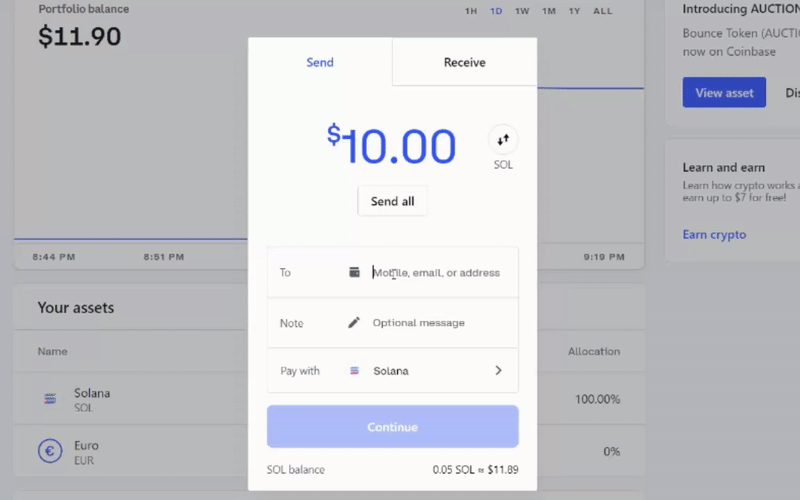 Portfolio balance
$11.90
1H 1D 1W 1M 1Y ALL
Introducing AUCTION
Bounce Token (AUCTI
now on Coinbase
View asset Dis
Send Receive
$10.00
SOL
Send all
To Mobile, email, or address
Note Optional message
Pay with Solana
Continue
SOL balance 0.05 SOL ≈ $11.89
8:44 PM 8:51 PM 9:19 PM
Learn and earn
Learn how crypto works a
earn up to $7 for free!
Earn crypto
Your assets
Name Allocation
Solana
SOL
100.00%
€ Euro
EUR
0%